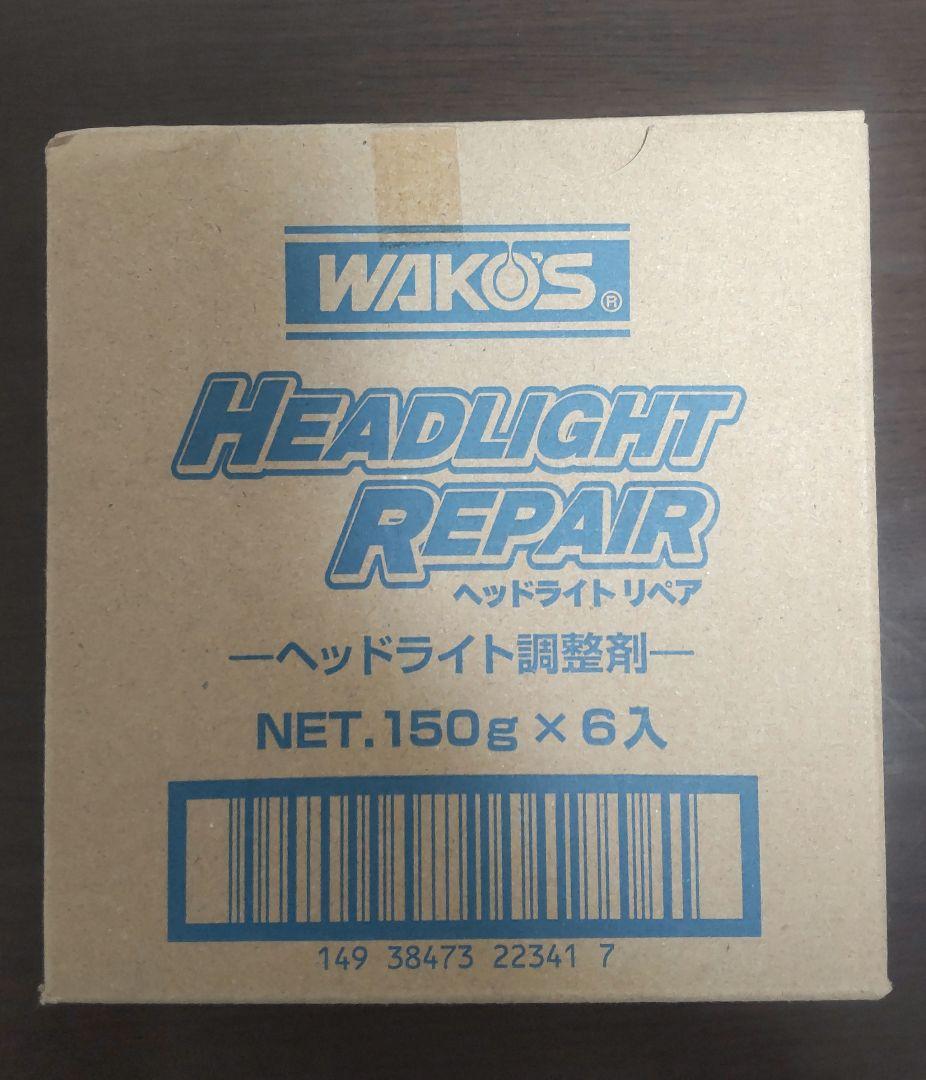 WAKO'S®
HEADLIGHT
REPAIR
ヘッドライト リペア
—ヘッドライト調整剤—
NET.150g × 6入
149 38473 22341 7